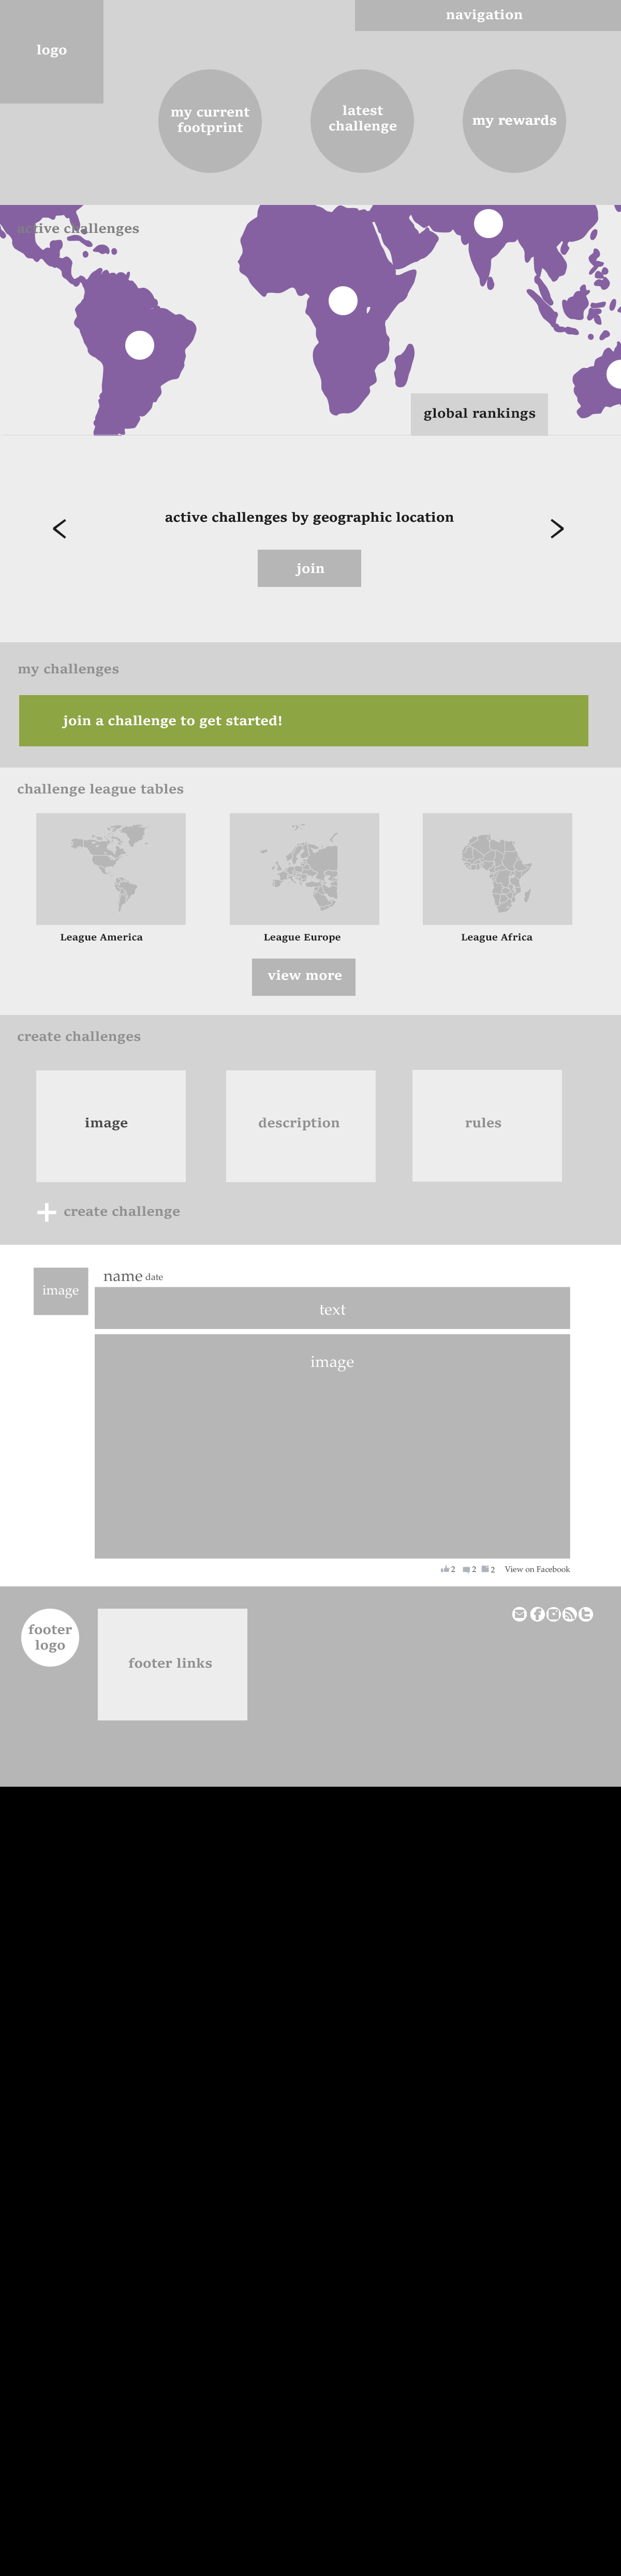 navigation
logo
my current
footprint
latest
challenge
my rewards
active challenges
global rankings
active challenges by geographic location
join
my challenges
join a challenge to get started!
challenge league tables
League America
League Europe
League Africa
view more
create challenges
image
description
rules
create challenge
name date
image
text
image
2 2 2 View on Facebook
footer
logo
footer links